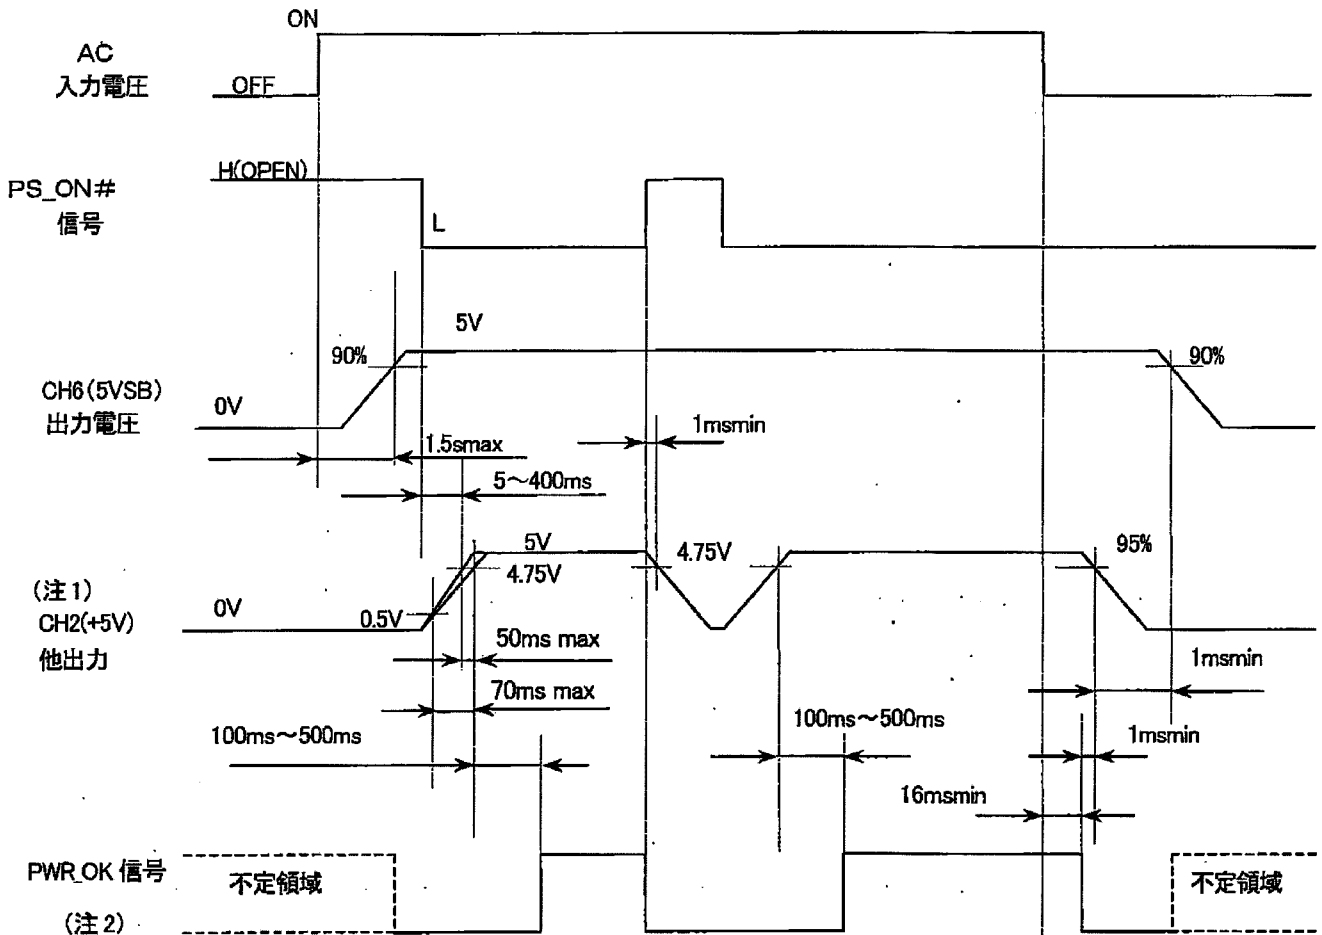 ON
AC
入力電圧
OFF
H(OPEN)
PS_ON#
信号
L
5V
90%
90%
CH6(5VSB)
出力電圧
0V
1msmin
1.5smax
5～400ms
5V
4.75V
4.75V
95%
(注1)
CH2(+5V)
他出力
0V
0.5V
50ms max
1msmin
70ms max
100ms～500ms
100ms～500ms
1msmin
16msmin
PWR_OK 信号
(注2)
不定領域
不定領域